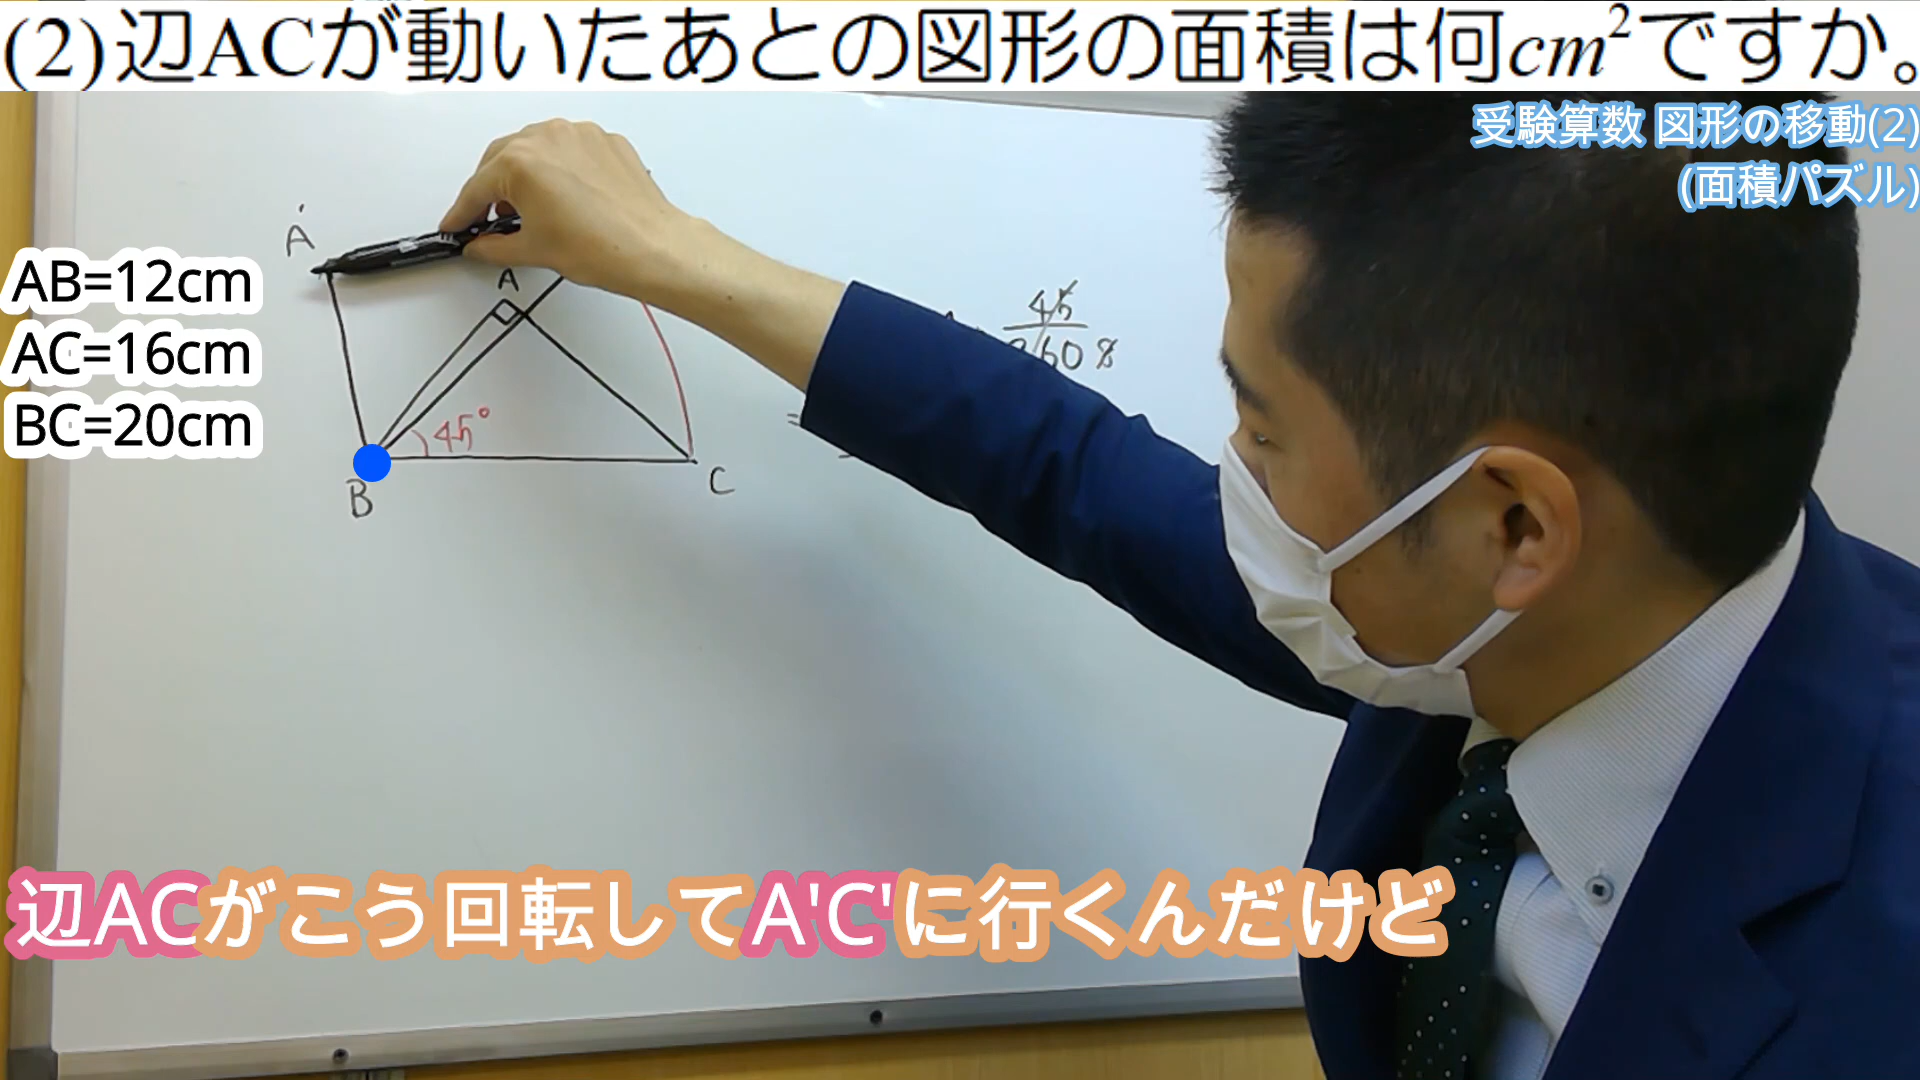 (2)辺ACが動いたあとの図形の面積は何cm²ですか。
受験算数 図形の移動(2)
(面積パズル)
AB=12cm
AC=16cm
BC=20cm
A'
A
45°
B
C
45
辺ACがこう回転してA'C'に行くんだけど